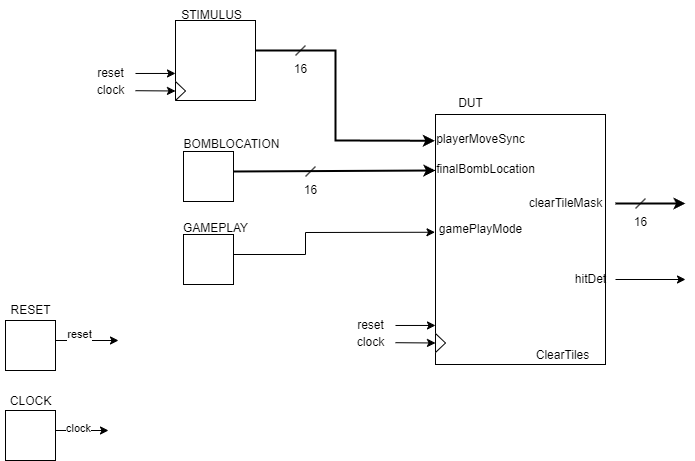 STIMULUS
reset
clock
16
DUT
playerMoveSync
BOMBLOCATION
finalBombLocation
16
clearTileMask
16
GAMEPLAY
gamePlayMode
hitDet
RESET
reset
reset
clock
ClearTiles
CLOCK
clock